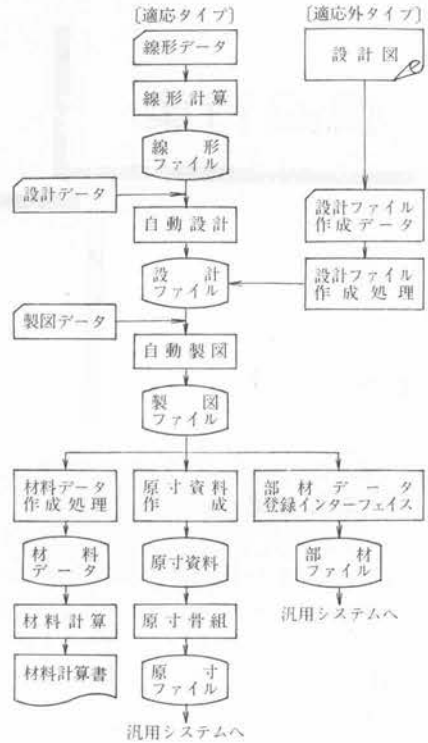 〔適応タイプ〕
〔適応外タイプ〕
線形データ
設計図
線形計算
線形
ファイル
設計データ
設計ファイル
作成データ
自動設計
設計
ファイル
設計ファイル
作成処理
製図データ
自動製図
製図
ファイル
材料データ
作成処理
原寸資料
作成
部材データ
登録インターフェイス
材料
データ
原寸資料
部材
ファイル
材料計算
原寸骨組
汎用システムへ
材料計算書
原寸
ファイル
汎用システムへ